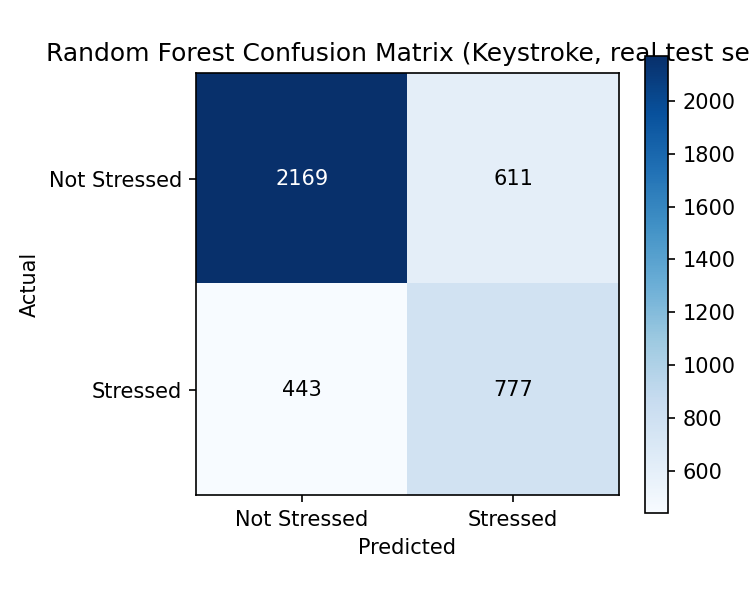 Random Forest Confusion Matrix (Keystroke, real test se
Not Stressed
2169
611
Stressed
443
777
Not Stressed
Stressed
Predicted
Actual
2000
1800
1600
1400
1200
1000
800
600